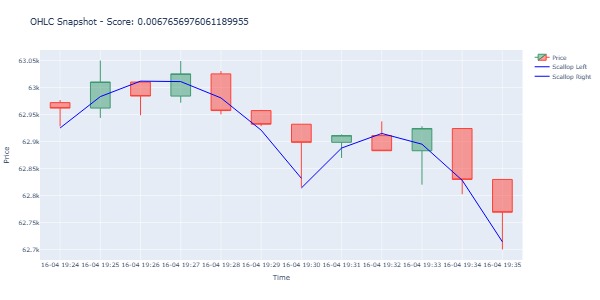 OHLC Snapshot - Score: 0.0067656976061189955
63.05k
63k
62.95k
62.9k
62.85k
62.8k
62.75k
62.7k
Price
16-04 19:24 16-04 19:25 16-04 19:26 16-04 19:27 16-04 19:28 16-04 19:29 16-04 19:30 16-04 19:31 16-04 19:32 16-04 19:33 16-04 19:34 16-04 19:35
Time
Price
Scallop Left
Scallop Right